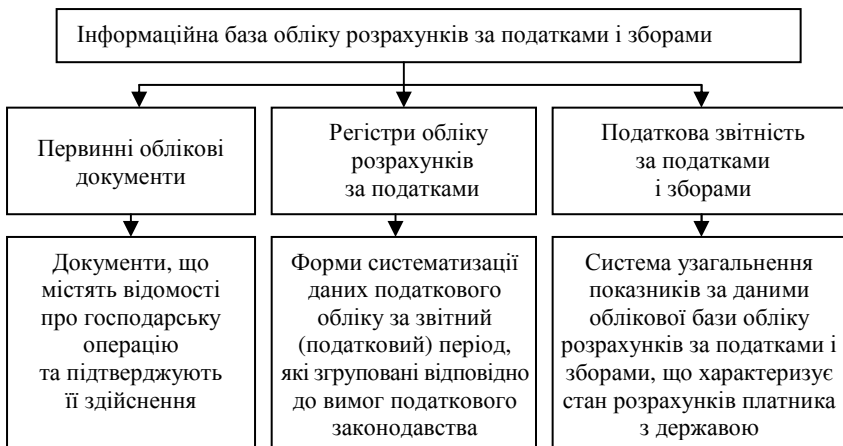 Інформаційна база обліку розрахунків за податками і зборами
Первинні облікові
документи
Регістри обліку
розрахунків
за податками
Податкова звітність
за податками
і зборами
Документи, що
містять відомості
про господарську
операцію
та підтверджують
її здійснення
Форми систематизації
даних податкового
обліку за звітний
(податковий) період,
які згруповані відповідно
до вимог податкового
законодавства
Система узагальнення
показників за даними
облікової бази обліку
розрахунків за податками і
зборами, що характеризує
стан розрахунків платника
з державою